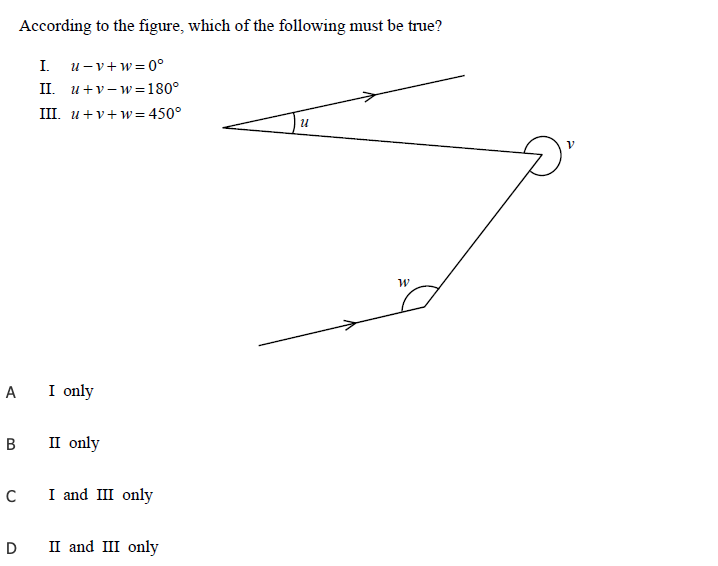 According to the figure, which of the following must be true?
I. u − v + w = 0°
II. u + v − w = 180°
III. u + v + w = 450°
u
v
w
A I only
B II only
C I and III only
D II and III only